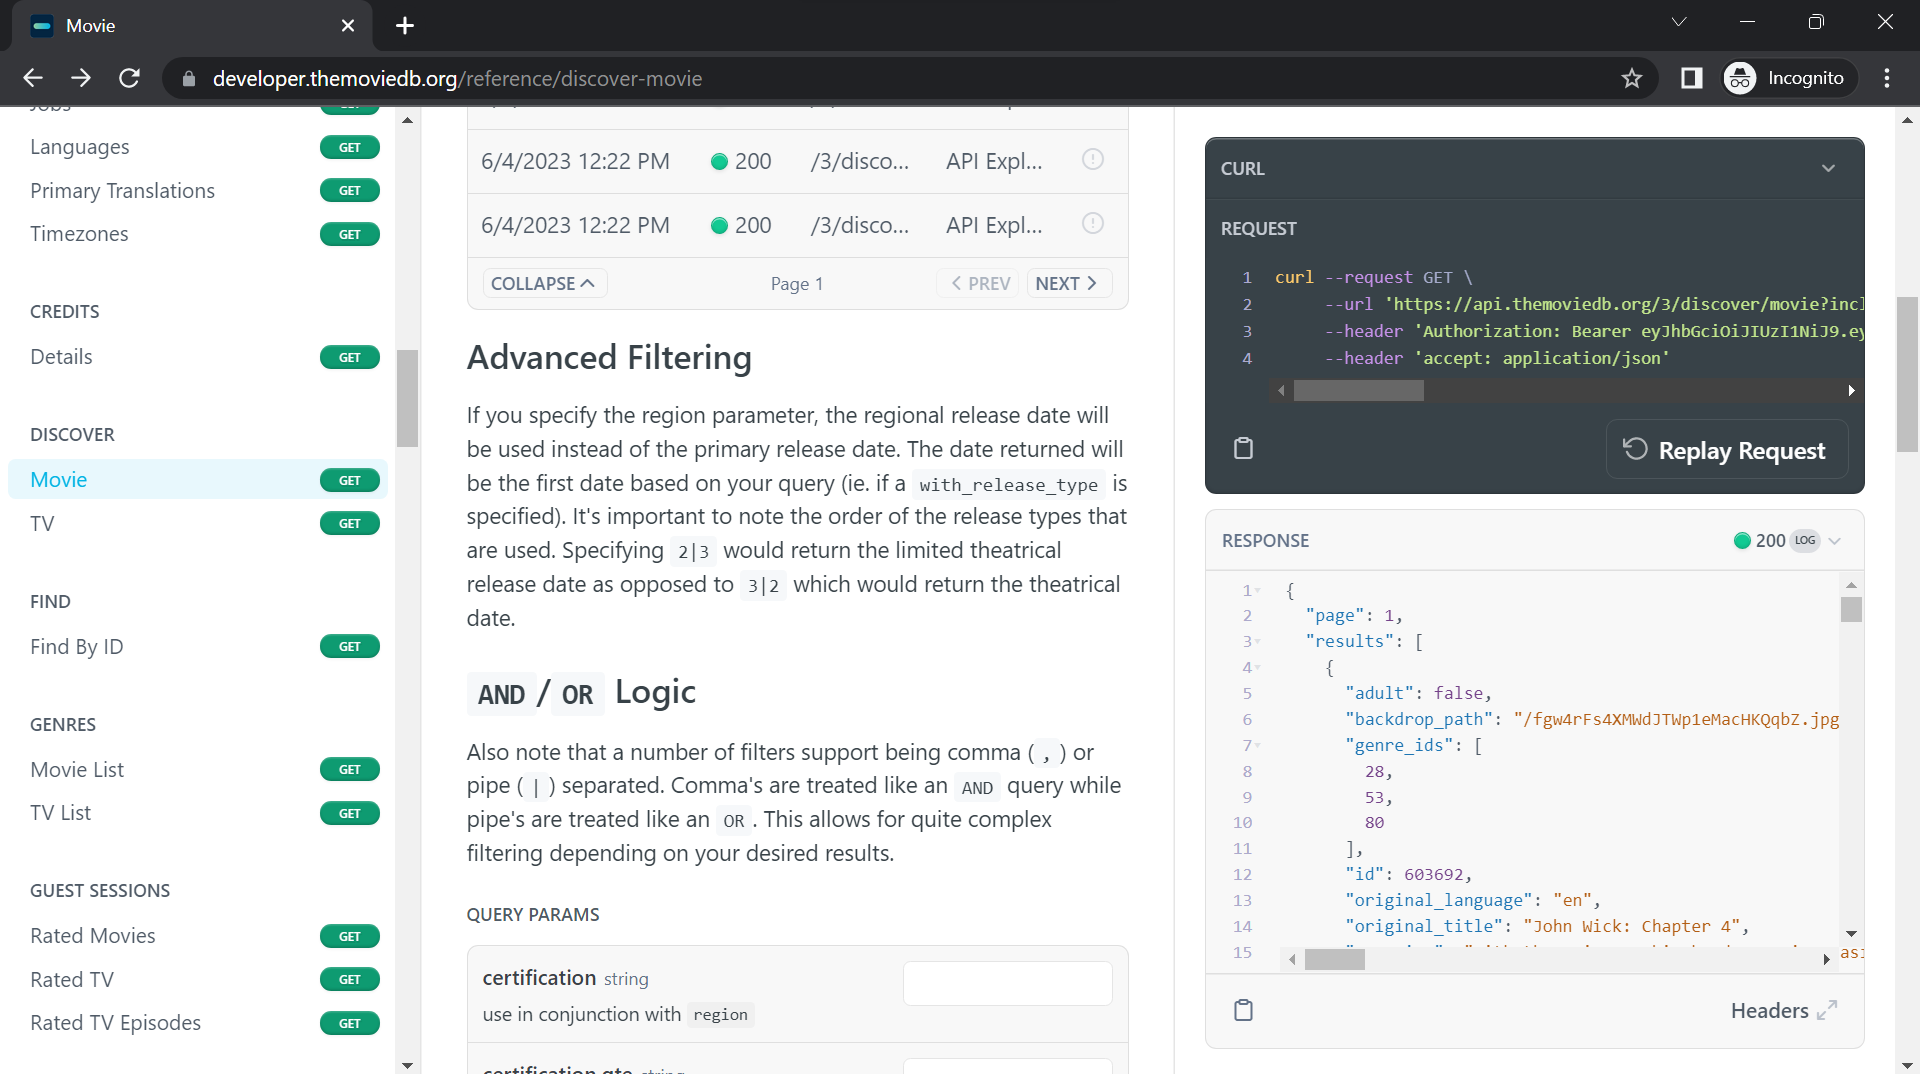 Movie
developer.themoviedb.org/reference/discover-movie
Incognito
Jobs GET
Languages GET
Primary Translations GET
Timezones GET
CREDITS
Details GET
DISCOVER
Movie GET
TV GET
FIND
Find By ID GET
GENRES
Movie List GET
TV List GET
GUEST SESSIONS
Rated Movies GET
Rated TV GET
Rated TV Episodes GET
6/4/2023 12:22 PM 200 /3/disco... API Expl...
6/4/2023 12:22 PM 200 /3/disco... API Expl...
COLLAPSE Page 1 PREV NEXT
Advanced Filtering
If you specify the region parameter, the regional release date will
be used instead of the primary release date. The date returned will
be the first date based on your query (ie. if a with_release_type is
specified). It's important to note the order of the release types that
are used. Specifying 2|3 would return the limited theatrical
release date as opposed to 3|2 which would return the theatrical
date.
AND / OR Logic
Also note that a number of filters support being comma ( , ) or
pipe ( | ) separated. Comma's are treated like an AND query while
pipe's are treated like an OR . This allows for quite complex
filtering depending on your desired results.
QUERY PARAMS
certification string
use in conjunction with region
certification.gte string
CURL
REQUEST
1 curl --request GET \
2 --url 'https://api.themoviedb.org/3/discover/movie?incl
3 --header 'Authorization: Bearer eyJhbGciOiJIUzI1NiJ9.ey
4 --header 'accept: application/json'
Replay Request
RESPONSE 200 LOG
1 {
2 "page": 1,
3 "results": [
4 {
5 "adult": false,
6 "backdrop_path": "/fgw4rFs4XMWdJTWp1eMacHKQqbZ.jpg
7 "genre_ids": [
8 28,
9 53,
10 80
11 ],
12 "id": 603692,
13 "original_language": "en",
14 "original_title": "John Wick: Chapter 4",
15
Headers